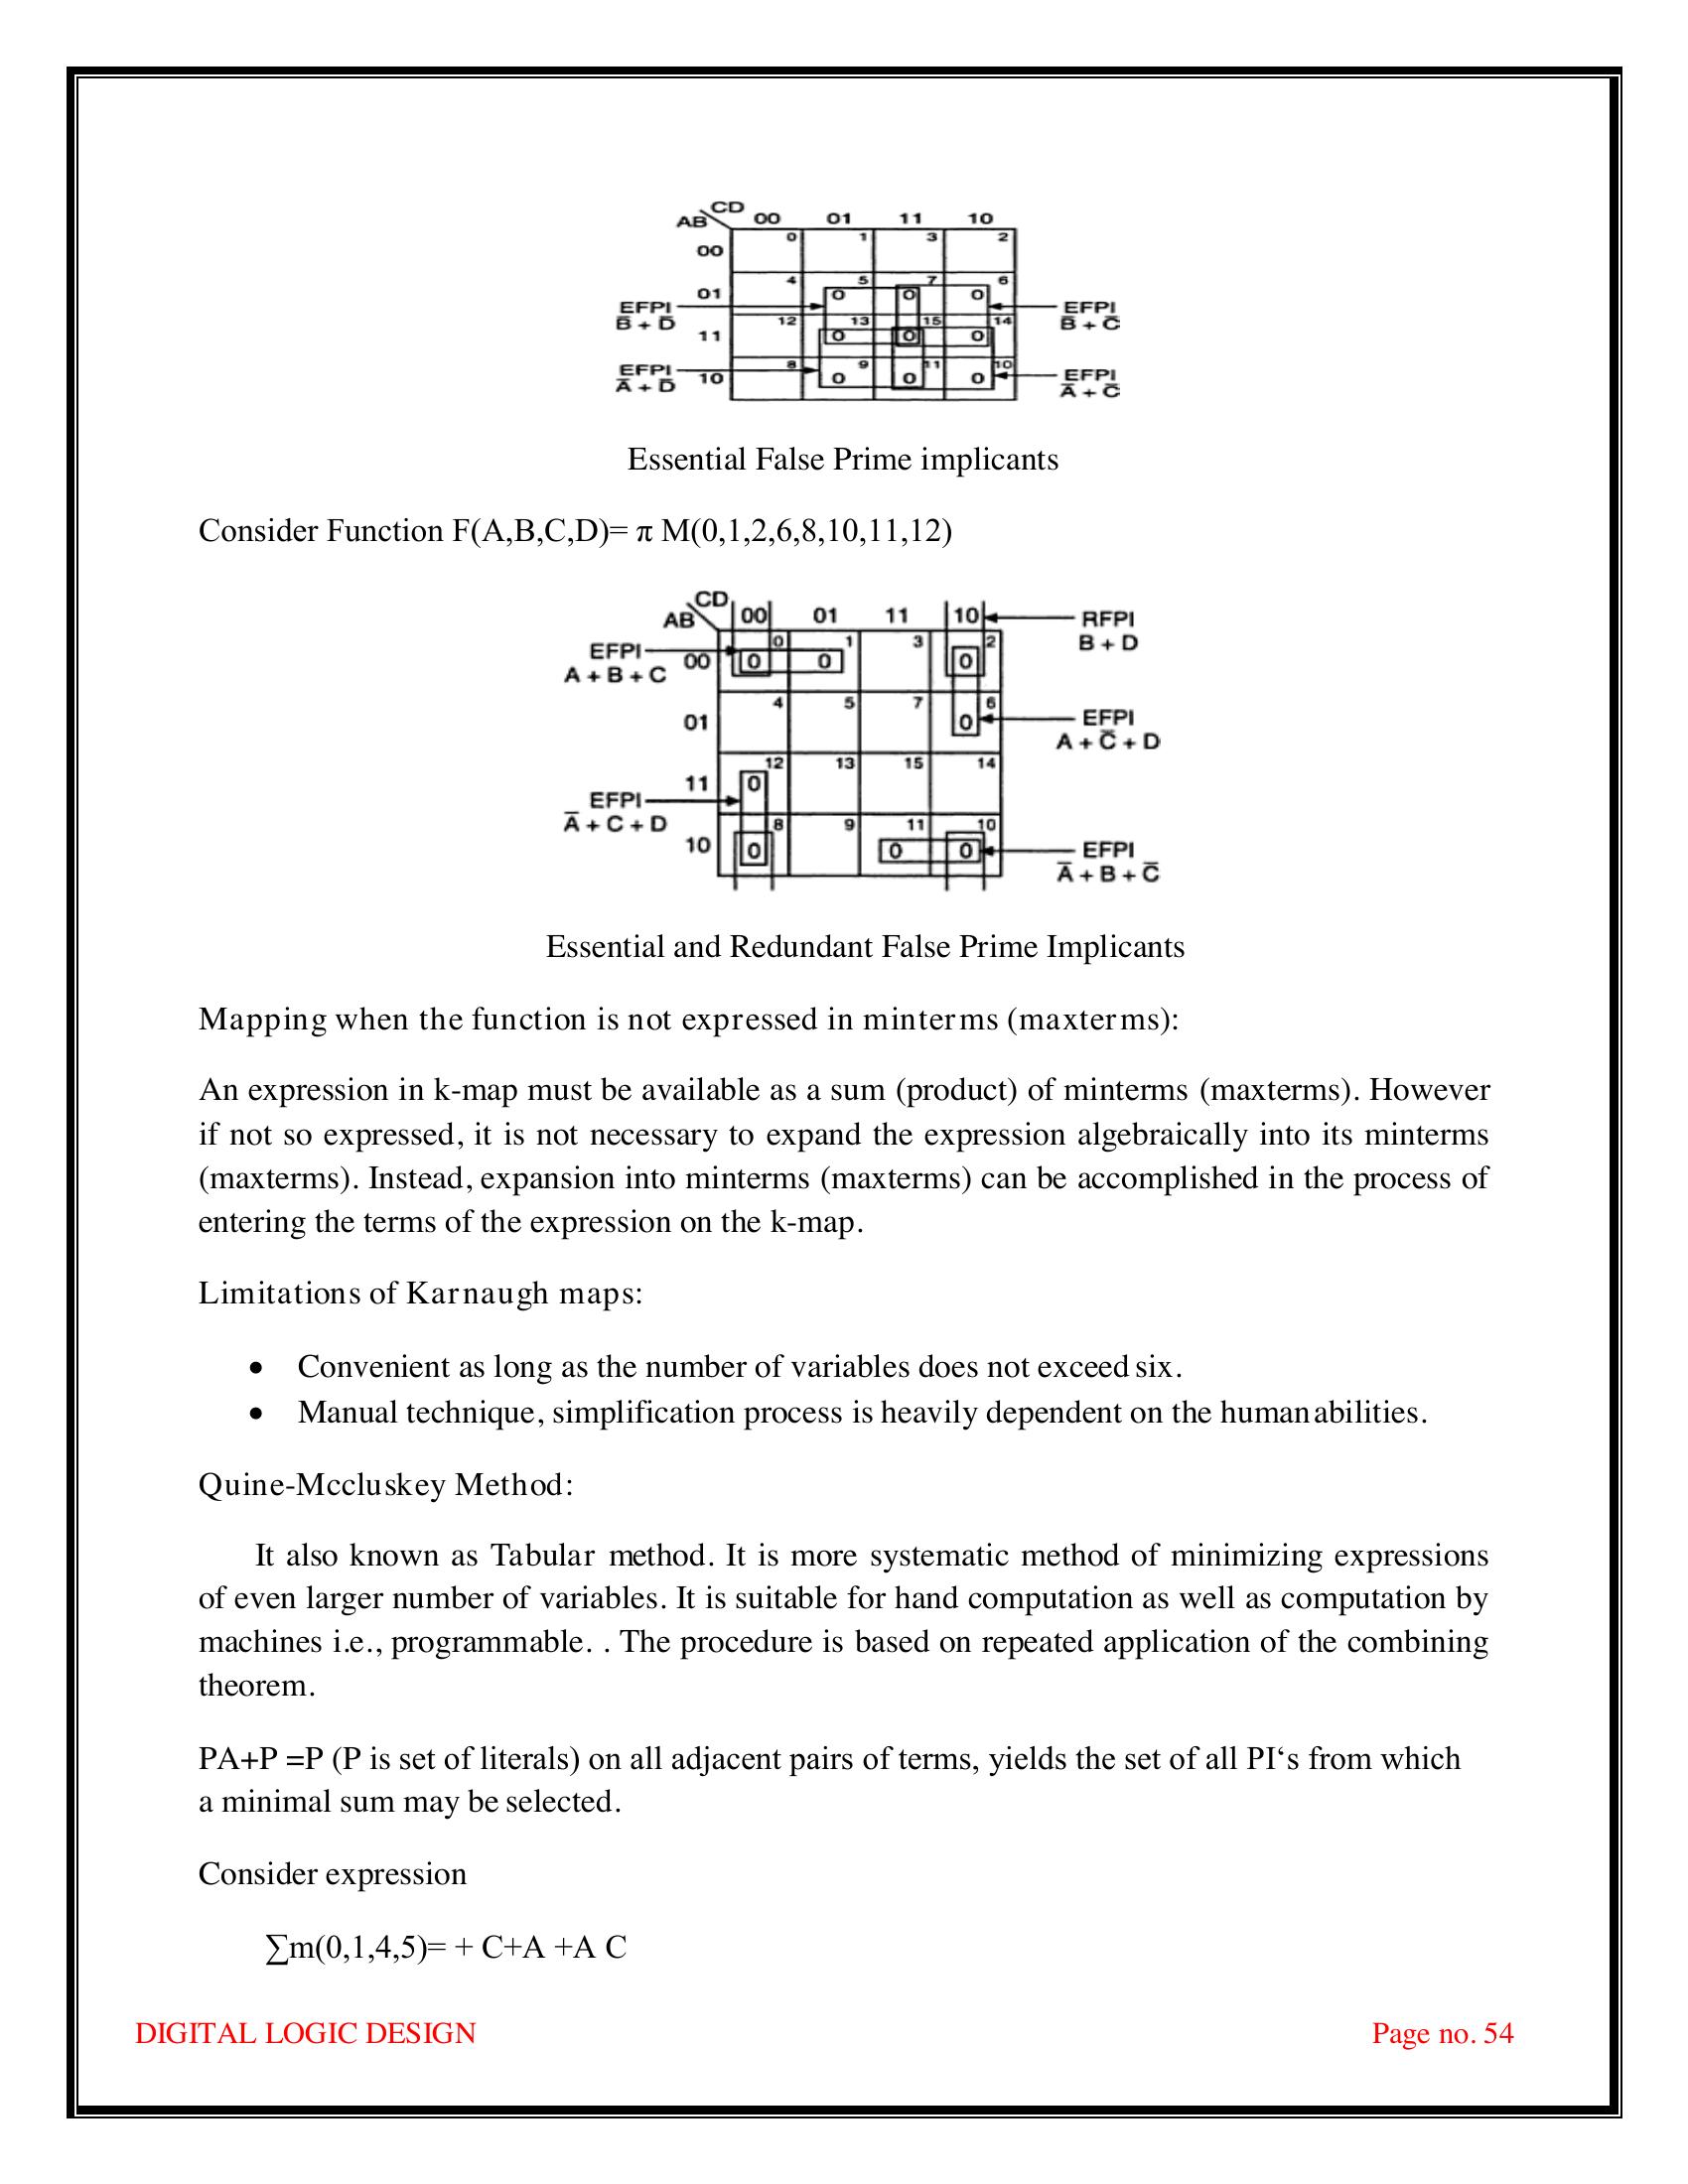 CD
AB 00 01 11 10
0 1 3 2
00
4 5 7 6
01 0 0 0
EFPI EFPI
B̅ + D̅ B̅ + C̅
12 13 15 14
11 0 0 0
8 9 11 10
EFPI EFPI
A̅ + D̅ 10 0 0 0 A̅ + C̅
Essential False Prime implicants
Consider Function F(A,B,C,D)= π M(0,1,2,6,8,10,11,12)
CD
AB 00 01 11 10 RFPI
B + D
0 1 3 2
EFPI 00 0 0 0
A + B + C
4 5 7 6
01 0 EFPI
A + C̅ + D
12 13 15 14
11 0
EFPI
A̅ + C + D
8 9 11 10
10 0 0 0 EFPI
A̅ + B + C̅
Essential and Redundant False Prime Implicants
Mapping when the function is not expressed in minterms (maxterms):
An expression in k-map must be available as a sum (product) of minterms (maxterms). However
if not so expressed, it is not necessary to expand the expression algebraically into its minterms
(maxterms). Instead, expansion into minterms (maxterms) can be accomplished in the process of
entering the terms of the expression on the k-map.
Limitations of Karnaugh maps:
• Convenient as long as the number of variables does not exceed six.
• Manual technique, simplification process is heavily dependent on the human abilities.
Quine-Mccluskey Method:
It also known as Tabular method. It is more systematic method of minimizing expressions
of even larger number of variables. It is suitable for hand computation as well as computation by
machines i.e., programmable. . The procedure is based on repeated application of the combining
theorem.
PA+P =P (P is set of literals) on all adjacent pairs of terms, yields the set of all PI‘s from which
a minimal sum may be selected.
Consider expression
∑m(0,1,4,5)= + C+A +A C
DIGITAL LOGIC DESIGN Page no. 54